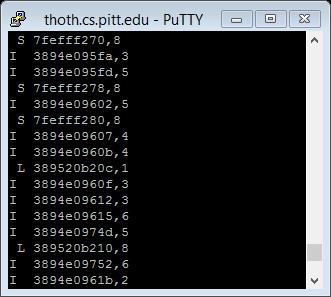 thoth.cs.pitt.edu - PuTTY
S 7fefff270,8
I 3894e095fa,3
I 3894e095fd,5
S 7fefff278,8
I 3894e09602,5
S 7fefff280,8
I 3894e09607,4
I 3894e0960b,4
L 389520b20c,1
I 3894e0960f,3
I 3894e09612,3
I 3894e09615,6
I 3894e0974d,5
L 389520b210,8
I 3894e09752,6
I 3894e0961b,2